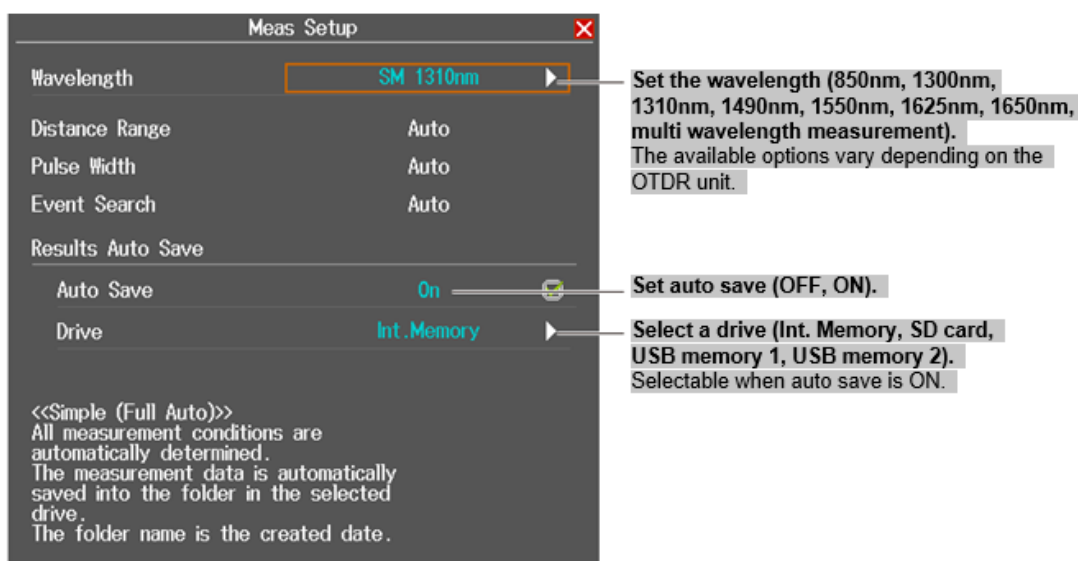 Meas Setup
Wavelength SM 1310nm
Set the wavelength (850nm, 1300nm,
1310nm, 1490nm, 1550nm, 1625nm, 1650nm,
multi wavelength measurement).
The available options vary depending on the
OTDR unit.
Distance Range Auto
Pulse Width Auto
Event Search Auto
Results Auto Save
Auto Save On
Set auto save (OFF, ON).
Drive Int.Memory
Select a drive (Int. Memory, SD card,
USB memory 1, USB memory 2).
Selectable when auto save is ON.
<<Simple (Full Auto)>>
All measurement conditions are
automatically determined.
The measurement data is automatically
saved into the folder in the selected
drive.
The folder name is the created date.